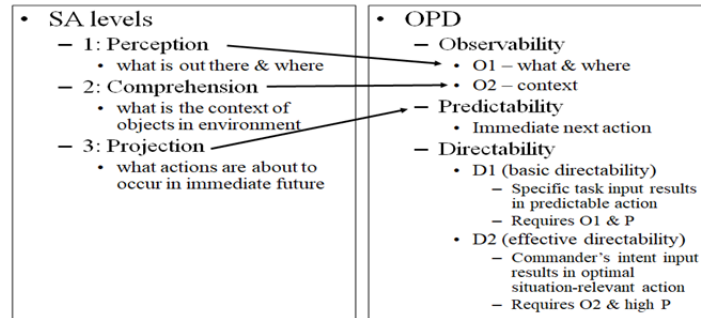 • SA levels
– 1: Perception
• what is out there & where
– 2: Comprehension
• what is the context of
objects in environment
– 3: Projection
• what actions are about to
occur in immediate future
• OPD
– Observability
• O1 – what & where
• O2 – context
– Predictability
• Immediate next action
– Directability
• D1 (basic directability)
– Specific task input results
in predictable action
– Requires O1 & P
• D2 (effective directability)
– Commander's intent input
results in optimal
situation-relevant action
– Requires O2 & high P